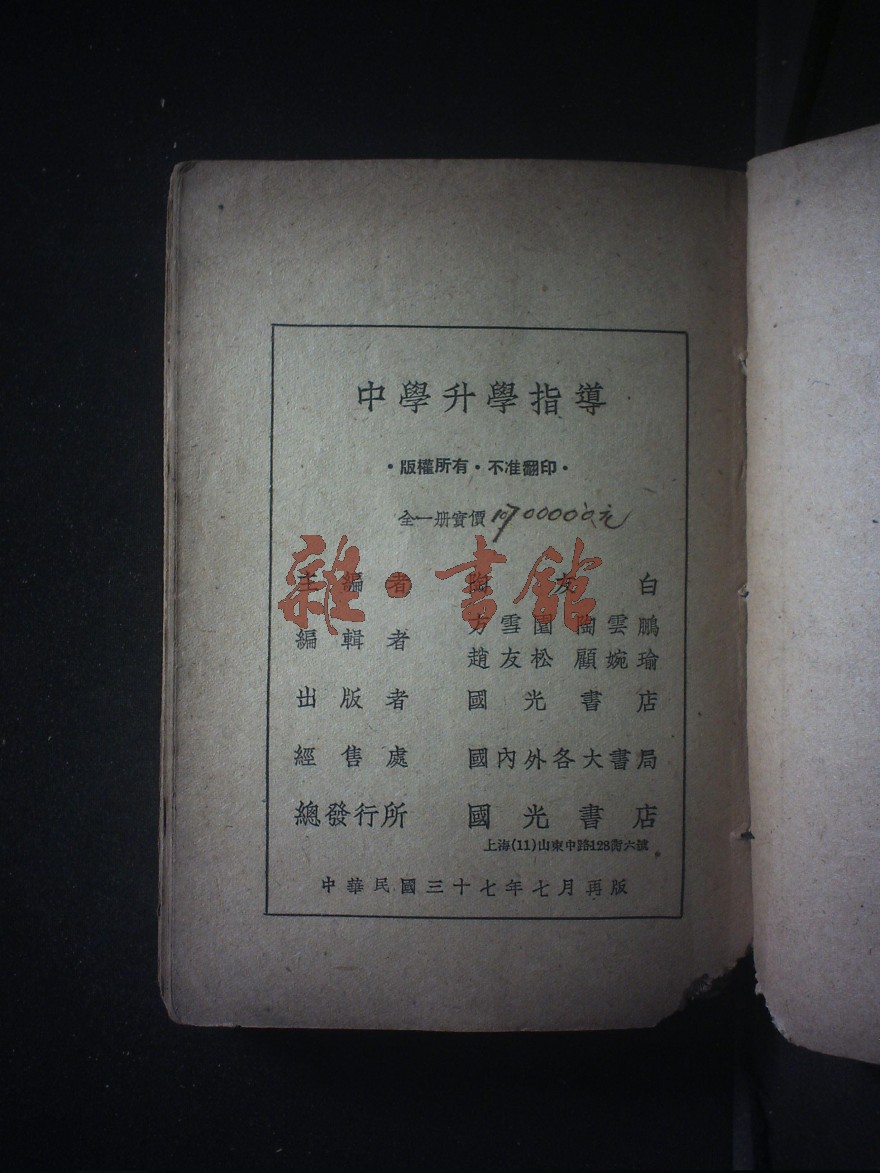 中學升學指導
·版權所有·不准翻印·
全一册實價 00000元
主編者 陶友白
編輯者 方雪園 陶雲鵬
趙友松 顧婉瑜
出版者 國光書店
經售處 國內外各大書局
總發行所 國光書店
上海(11)山東中路128衖六號
中華民國三十七年七月再版
雜·書館